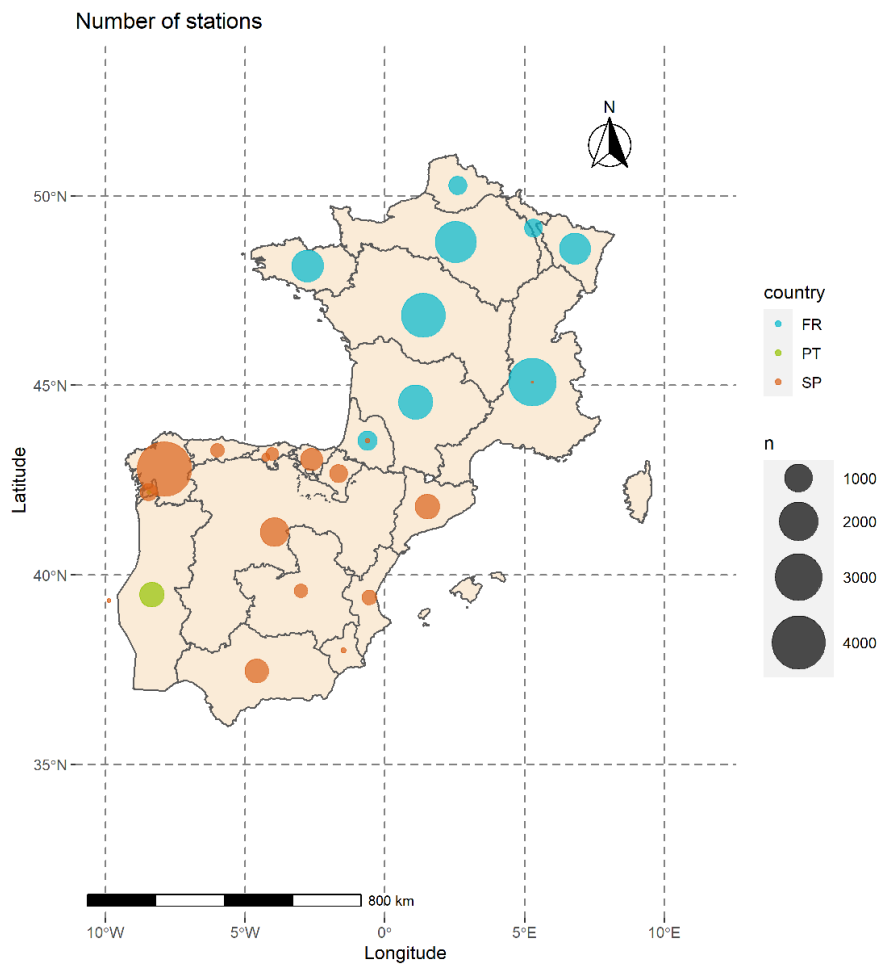 Number of stations
N
50°N
45°N
40°N
35°N
Latitude
10°W
5°W
0°
5°E
10°E
Longitude
800 km
country
FR
PT
SP
n
1000
2000
3000
4000